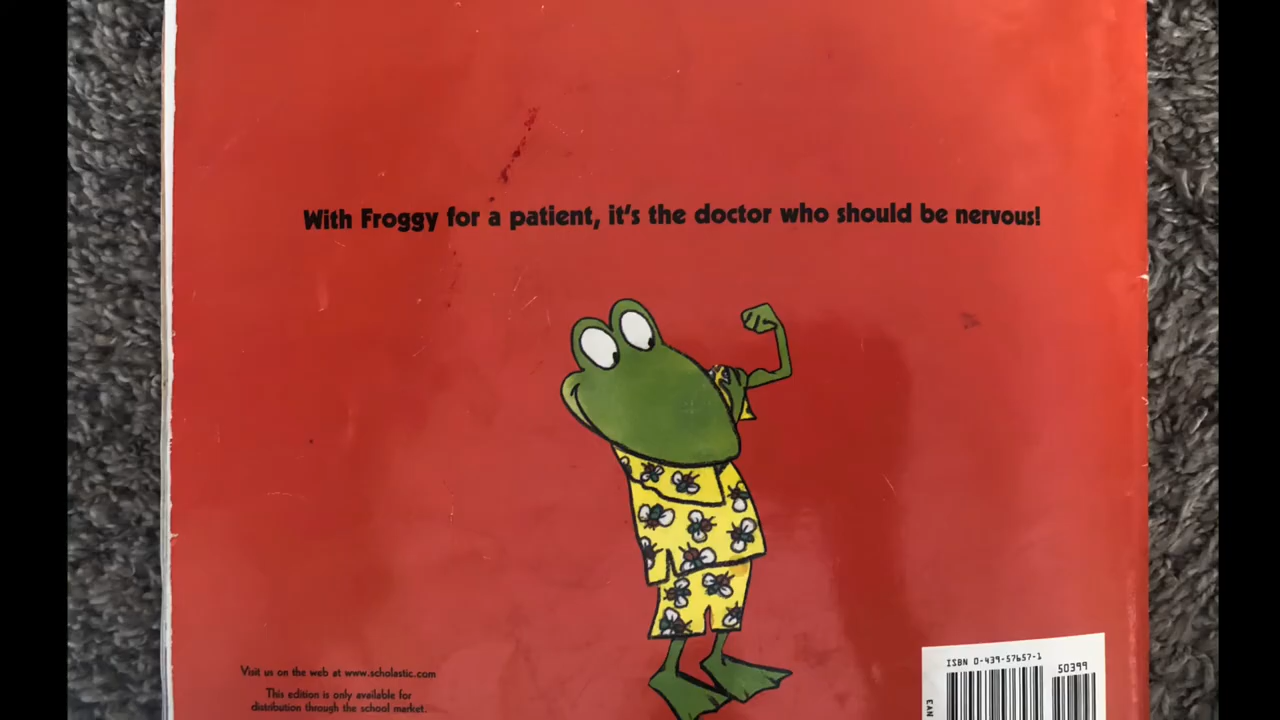 With Froggy for a patient, it's the doctor who should be nervous!
Visit us on the web at www.scholastic.com
This edition is only available for
distribution through the school market.
ISBN 0-439-57657-1
50399
EAN